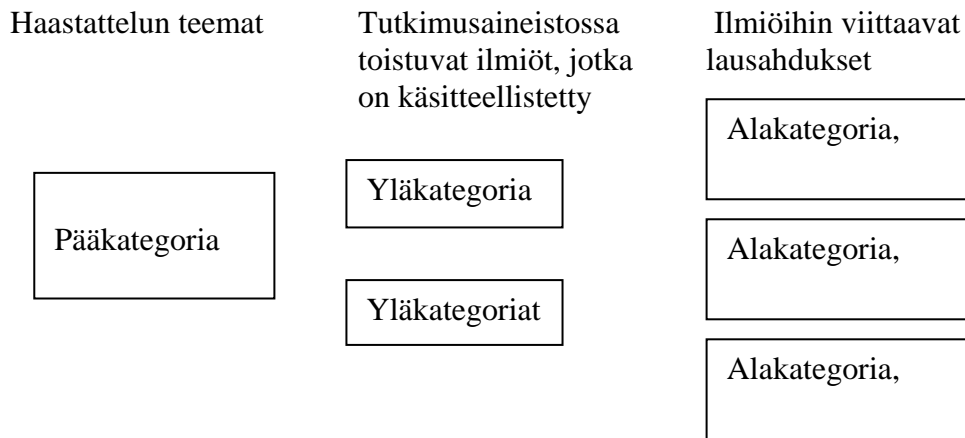 Haastattelun teemat
Tutkimusaineistossa
toistuvat ilmiöt, jotka
on käsitteellistetty
Ilmiöihin viittaavat
lausahdukset
Pääkategoria
Yläkategoria
Yläkategoriat
Alakategoria,
Alakategoria,
Alakategoria,